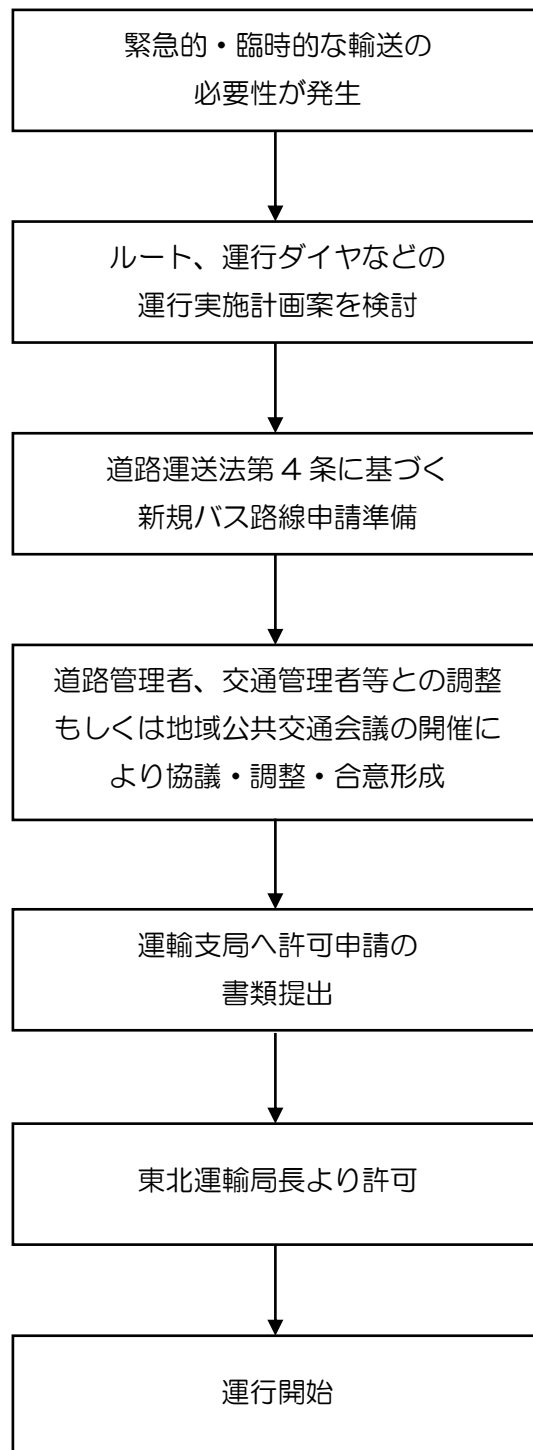 緊急的・臨時的な輸送の
必要性が発生
ルート、運行ダイヤなどの
運行実施計画案を検討
道路運送法第 4 条に基づく
新規バス路線申請準備
道路管理者、交通管理者等との調整
もしくは地域公共交通会議の開催に
より協議・調整・合意形成
運輸支局へ許可申請の
書類提出
東北運輸局長より許可
運行開始